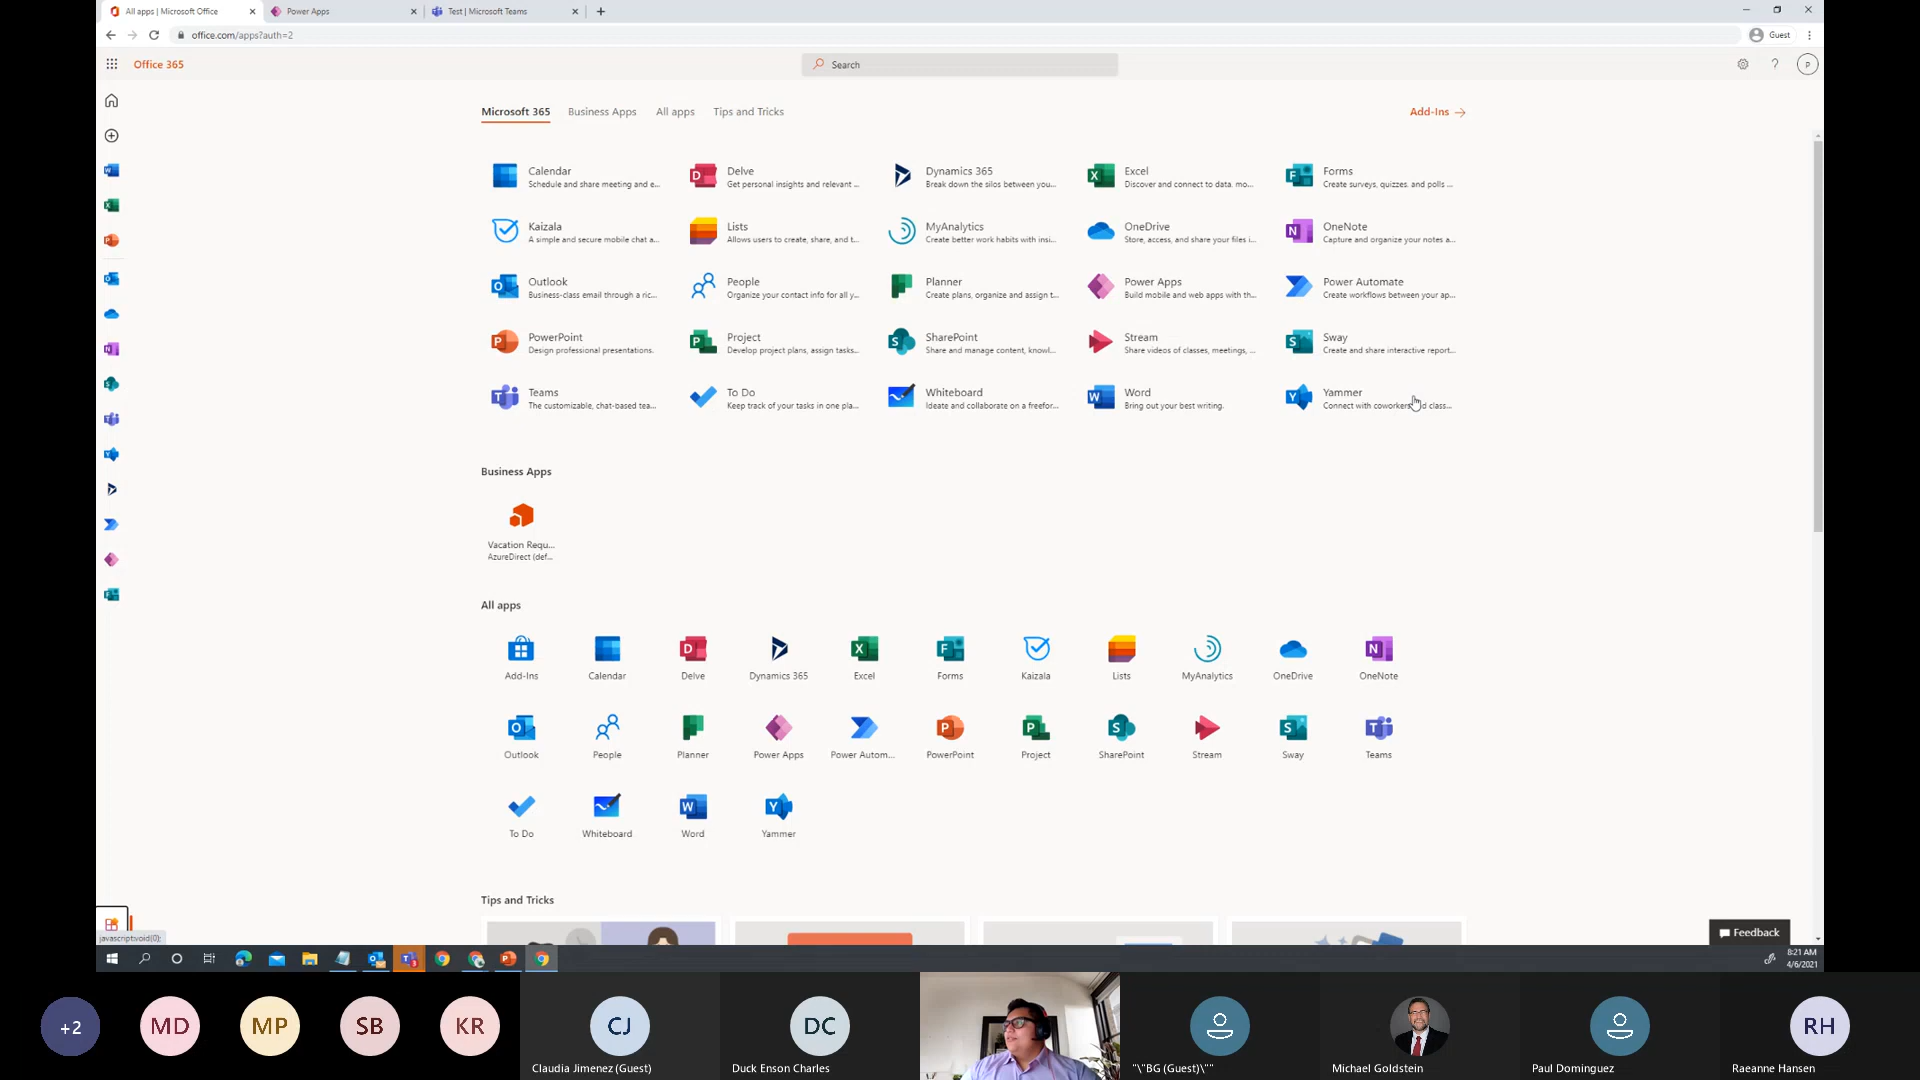 All apps | Microsoft Office
Power Apps
Test | Microsoft Teams
office.com/apps?auth=2
Guest
Office 365
Search
P
Microsoft 365
Business Apps
All apps
Tips and Tricks
Add-Ins
Calendar
Schedule and share meeting and e...
Delve
Get personal insights and relevant ...
Dynamics 365
Break down the silos between you...
Excel
Discover and connect to data, mo...
Forms
Create surveys, quizzes, and polls ...
Kaizala
A simple and secure mobile chat a...
Lists
Allows users to create, share, and t...
MyAnalytics
Create better work habits with insi...
OneDrive
Store, access, and share your files i...
OneNote
Capture and organize your notes a...
Outlook
Business-class email through a ric...
People
Organize your contact info for all y...
Planner
Create plans, organize and assign t...
Power Apps
Build mobile and web apps with th...
Power Automate
Create workflows between your ap...
PowerPoint
Design professional presentations.
Project
Develop project plans, assign tasks...
SharePoint
Share and manage content, knowl...
Stream
Share videos of classes, meetings, ...
Sway
Create and share interactive report...
Teams
The customizable, chat-based tea...
To Do
Keep track of your tasks in one pla...
Whiteboard
Ideate and collaborate on a freefor...
Word
Bring out your best writing.
Yammer
Connect with coworkers and class...
Business Apps
Vacation Requ...
AzureDirect (def...
All apps
Add-Ins
Calendar
Delve
Dynamics 365
Excel
Forms
Kaizala
Lists
MyAnalytics
OneDrive
OneNote
Outlook
People
Planner
Power Apps
Power Autom...
PowerPoint
Project
SharePoint
Stream
Sway
Teams
To Do
Whiteboard
Word
Yammer
Tips and Tricks
Feedback
javascript:void(0);
8:21 AM
4/6/2021
+2
MD
MP
SB
KR
CJ
Claudia Jimenez (Guest)
DC
Duck Enson Charles
"\"BG (Guest)\""
Michael Goldstein
Paul Dominguez
RH
Raeanne Hansen